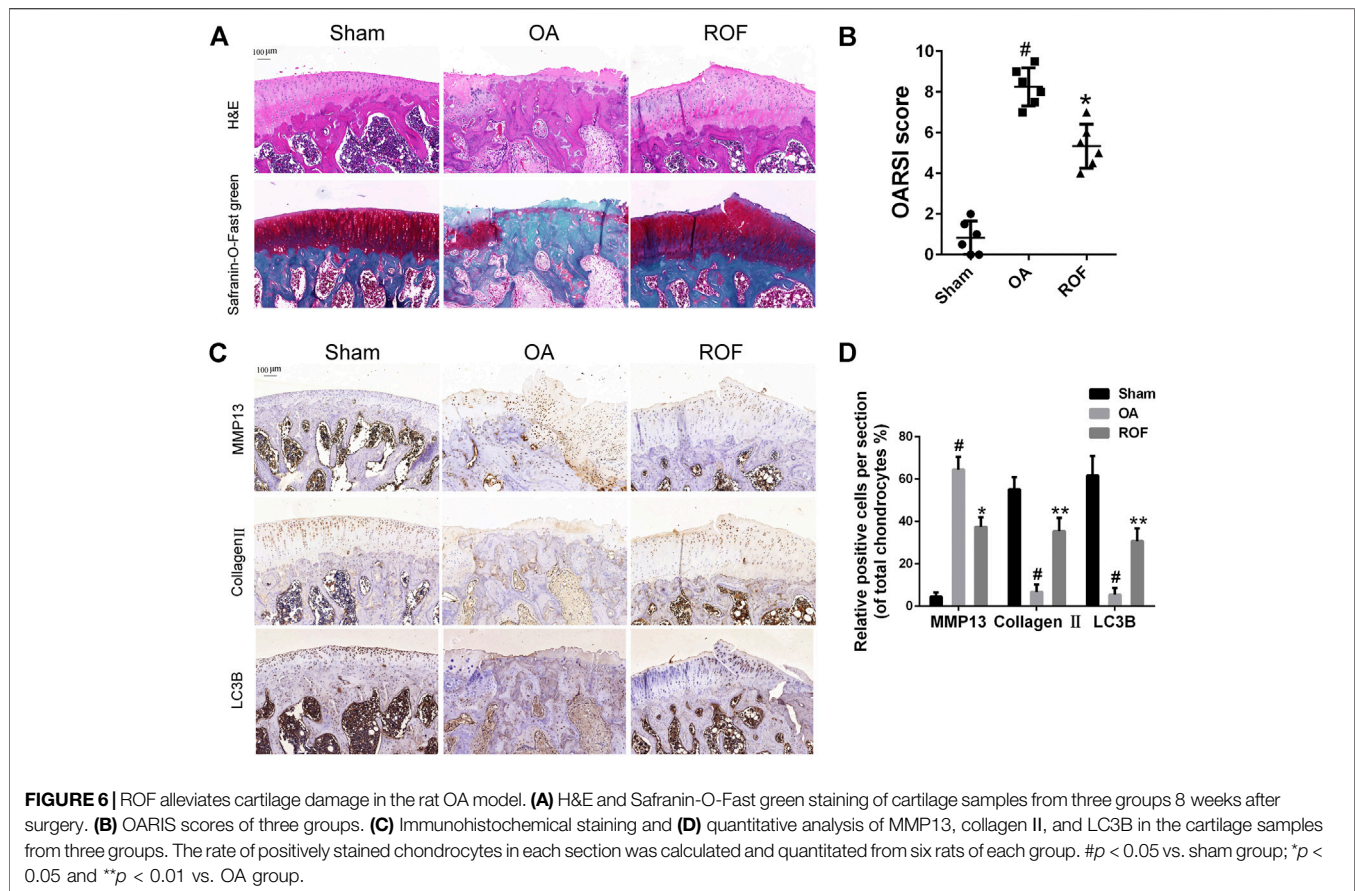 A
Sham
OA
ROF
100 μm
H&E
Safranin-O-Fast green
B
OARSI score
10
8
6
4
2
0
#
*
Sham
OA
ROF
C
Sham
OA
ROF
100 μm
MMP13
Collagen II
LC3B
D
Sham
OA
ROF
Relative positive cells per section
(of total chondrocytes %)
80
60
40
20
0
#
*
#
**
#
**
MMP13 Collagen II LC3B
FIGURE 6 | ROF alleviates cartilage damage in the rat OA model. (A) H&E and Safranin-O-Fast green staining of cartilage samples from three groups 8 weeks after
surgery. (B) OARIS scores of three groups. (C) Immunohistochemical staining and (D) quantitative analysis of MMP13, collagen II, and LC3B in the cartilage samples
from three groups. The rate of positively stained chondrocytes in each section was calculated and quantitated from six rats of each group. #p < 0.05 vs. sham group; *p <
0.05 and **p < 0.01 vs. OA group.